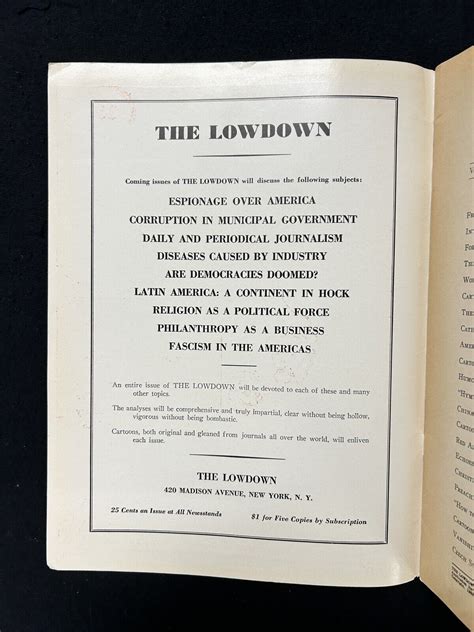 THE LOWDOWN
Coming issues of THE LOWDOWN will discuss the following subjects:
ESPIONAGE OVER AMERICA
CORRUPTION IN MUNICIPAL GOVERNMENT
DAILY AND PERIODICAL JOURNALISM
DISEASES CAUSED BY INDUSTRY
ARE DEMOCRACIES DOOMED?
LATIN AMERICA: A CONTINENT IN HOCK
RELIGION AS A POLITICAL FORCE
PHILANTHROPY AS A BUSINESS
FASCISM IN THE AMERICAS
An entire issue of THE LOWDOWN will be devoted to each of these and many
other topics.
The analyses will be comprehensive and truly impartial, clear without being hollow,
vigorous without being bombastic.
Cartoons, both original and gleaned from journals all over the world, will enliven
each issue.
THE LOWDOWN
420 MADISON AVENUE, NEW YORK, N. Y.
25 Cents an Issue at All Newsstands $1 for Five Copies by Subscription